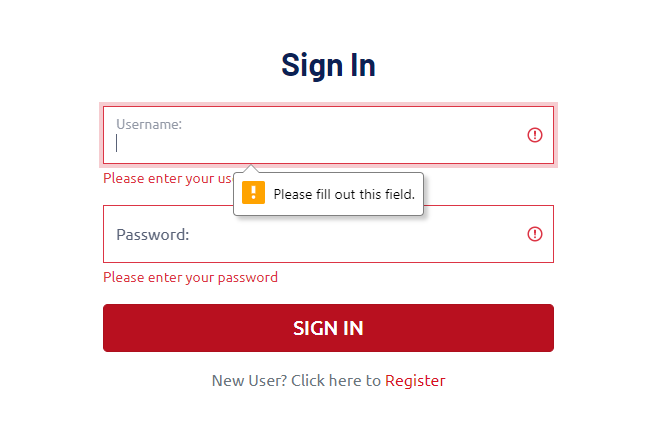 Sign In
Username:
Please enter your
Please fill out this field.
Password:
Please enter your password
SIGN IN
New User? Click here to Register